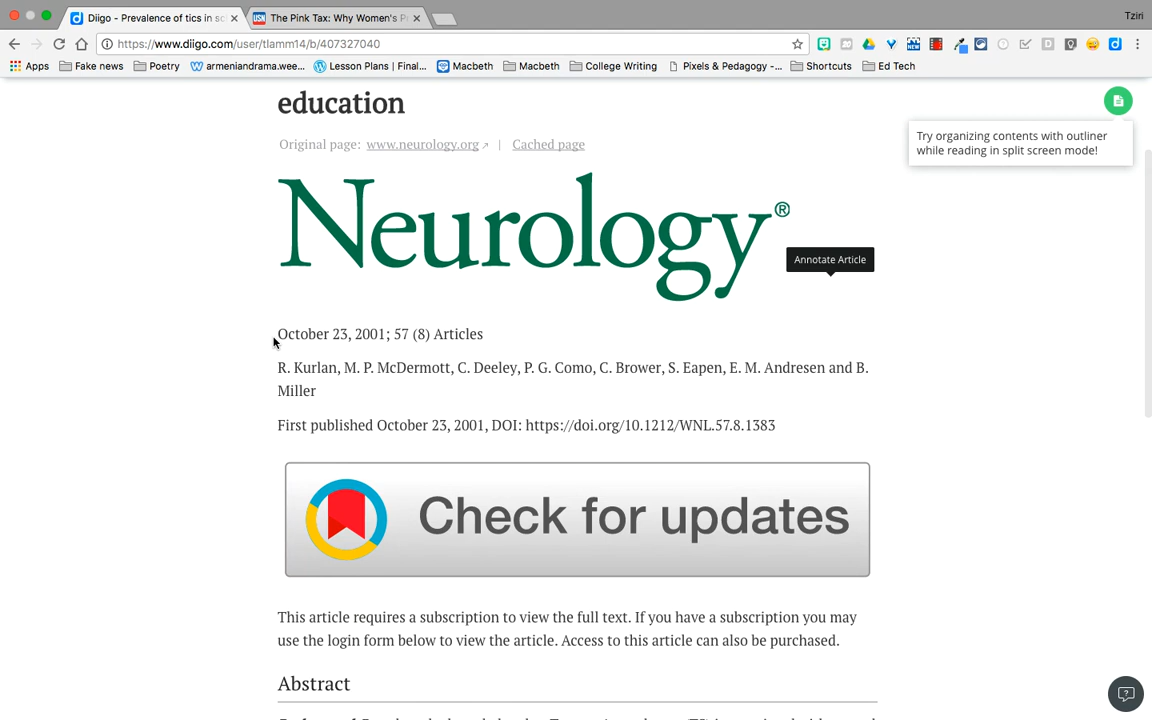 Diigo - Prevalence of tics in sc
The Pink Tax: Why Women's P
Tziri
https://www.diigo.com/user/tlamm14/b/407327040
Apps
Fake news
Poetry
armeniandrama.wee...
Lesson Plans | Final...
Macbeth
Macbeth
College Writing
Pixels & Pedagogy -...
Shortcuts
Ed Tech
education
Original page: www.neurology.org | Cached page
Try organizing contents with outliner
while reading in split screen mode!
Neurology®
Annotate Article
October 23, 2001; 57 (8) Articles
R. Kurlan, M. P. McDermott, C. Deeley, P. G. Como, C. Brower, S. Eapen, E. M. Andresen and B.
Miller
First published October 23, 2001, DOI: https://doi.org/10.1212/WNL.57.8.1383
Check for updates
This article requires a subscription to view the full text. If you have a subscription you may
use the login form below to view the article. Access to this article can also be purchased.
Abstract